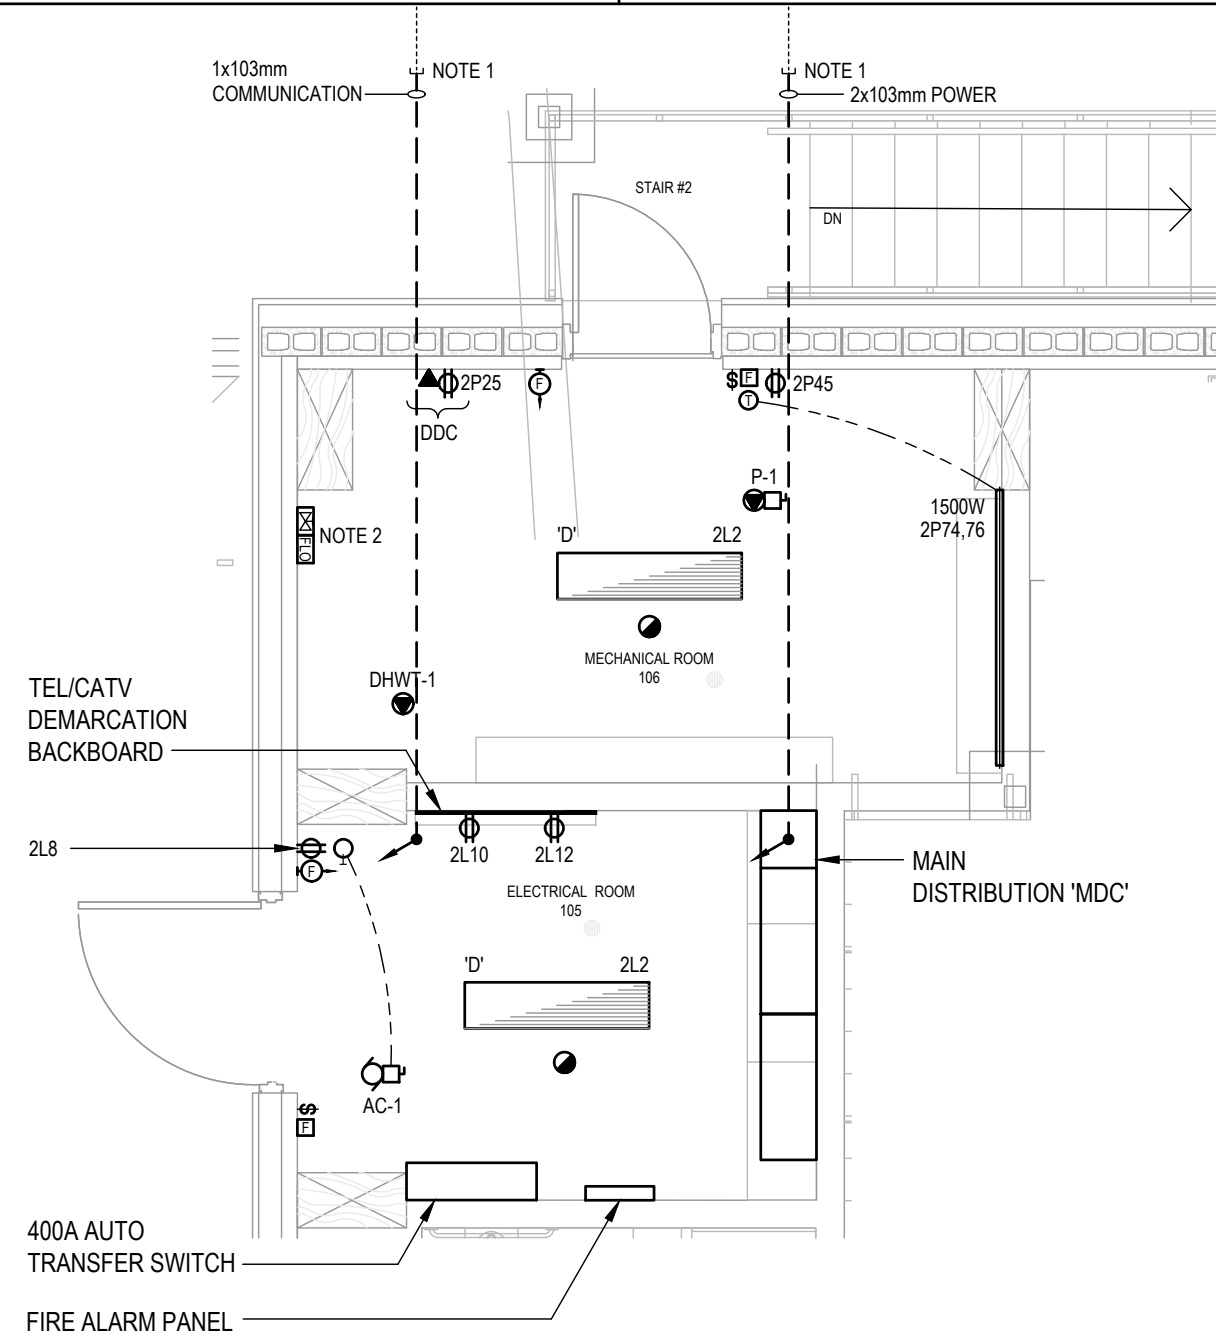 1x103mm
COMMUNICATION
NOTE 1
NOTE 1
2x103mm POWER
STAIR #2
DN
2P25
DDC
F
$
F
T
2P45
P-1
1500W
2P74,76
NOTE 2
FLO
'D'
2L2
MECHANICAL ROOM
106
DHWT-1
TEL/CATV
DEMARCATION
BACKBOARD
2L8
F
1
2L10
2L12
MAIN
DISTRIBUTION 'MDC'
ELECTRICAL ROOM
105
'D'
2L2
AC-1
$
F
400A AUTO
TRANSFER SWITCH
FIRE ALARM PANEL